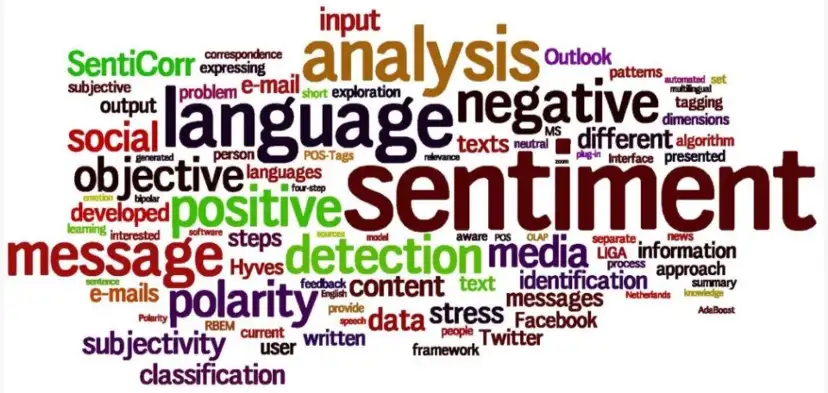 input
SentiCorr correspondence analysis Outlook patterns automated set
subjective expressing e-mail short exploration multilingual
output problem negative tagging
social language texts neutral MS different dimensions
generated person POS-Tags relevance plug-in Interface algorithm presented
objective languages four-step sentiment zoom
emotion bipolar positive
developed
learning interested software steps sources model aware POS OLAP separate news
message Hyves detection media LIGA information
process approach
sentence feedback content text identification summary
e-mails polarity English messages Netherlands knowledge
provide stress AdaBoost
Polarity RBEM current speech data people Facebook
subjectivity user written framework Twitter
classification